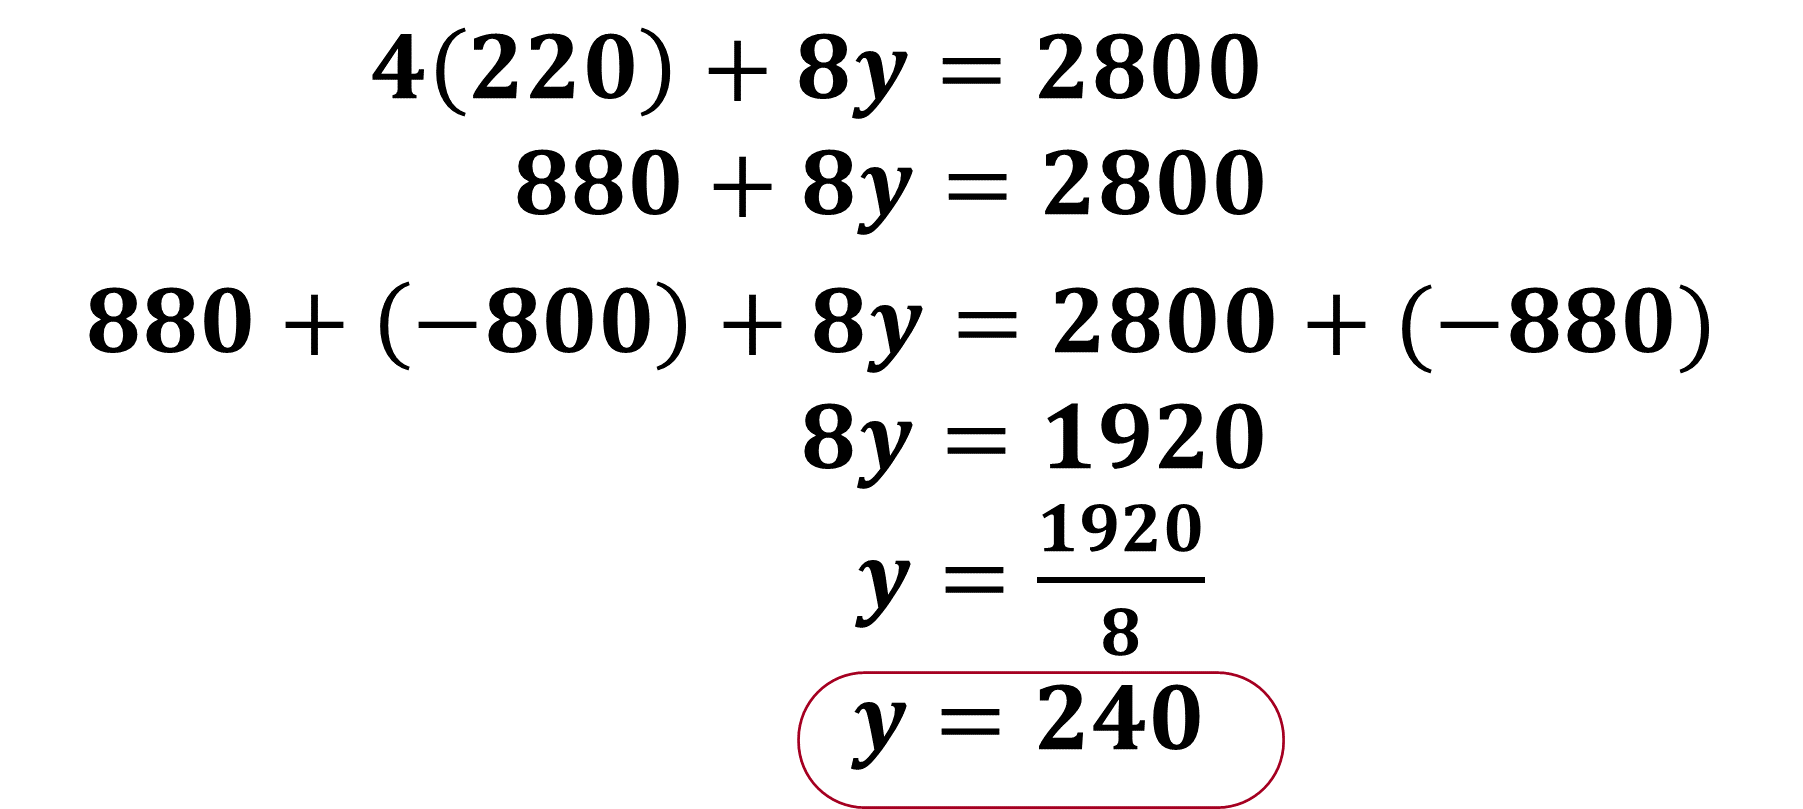 4(220) + 8y = 2800
880 + 8y = 2800
880 + (−800) + 8y = 2800 + (−880)
8y = 1920
y = 1920/8
y = 240